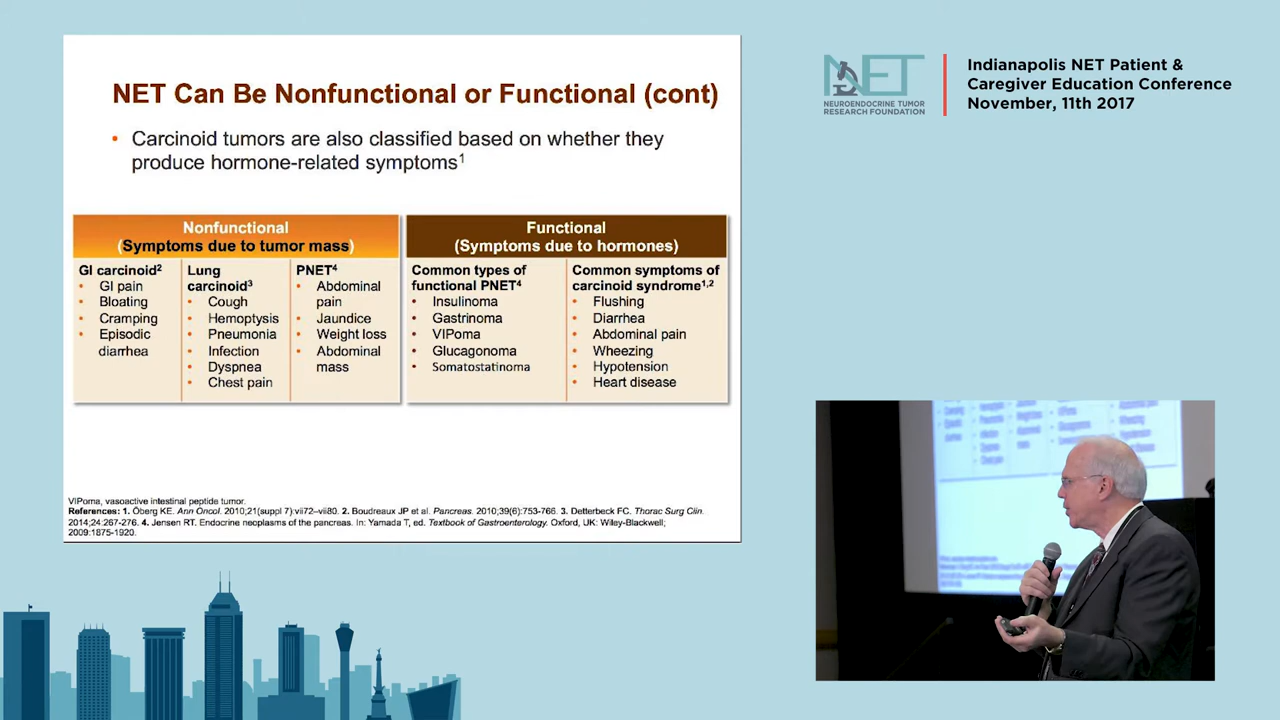 NET Can Be Nonfunctional or Functional (cont)
• Carcinoid tumors are also classified based on whether they
produce hormone-related symptoms1
Nonfunctional
(Symptoms due to tumor mass)
GI carcinoid2
• GI pain
• Bloating
• Cramping
• Episodic
diarrhea
Lung
carcinoid3
• Cough
• Hemoptysis
• Pneumonia
• Infection
• Dyspnea
• Chest pain
PNET4
• Abdominal
pain
• Jaundice
• Weight loss
• Abdominal
mass
Functional
(Symptoms due to hormones)
Common types of
functional PNET4
• Insulinoma
• Gastrinoma
• VIPoma
• Glucagonoma
• Somatostatinoma
Common symptoms of
carcinoid syndrome1,2
• Flushing
• Diarrhea
• Abdominal pain
• Wheezing
• Hypotension
• Heart disease
VIPoma, vasoactive intestinal peptide tumor.
References: 1. Öberg KE. Ann Oncol. 2010;21(suppl 7):vii72–vii80. 2. Boudreaux JP et al. Pancreas. 2010;39(6):753-766. 3. Detterbeck FC. Thorac Surg Clin.
2014;24:267-276. 4. Jensen RT. Endocrine neoplasms of the pancreas. In: Yamada T, ed. Textbook of Gastroenterology. Oxford, UK: Wiley-Blackwell;
2009:1875-1920.
NET
NEUROENDOCRINE TUMOR
RESEARCH FOUNDATION
Indianapolis NET Patient &
Caregiver Education Conference
November, 11th 2017